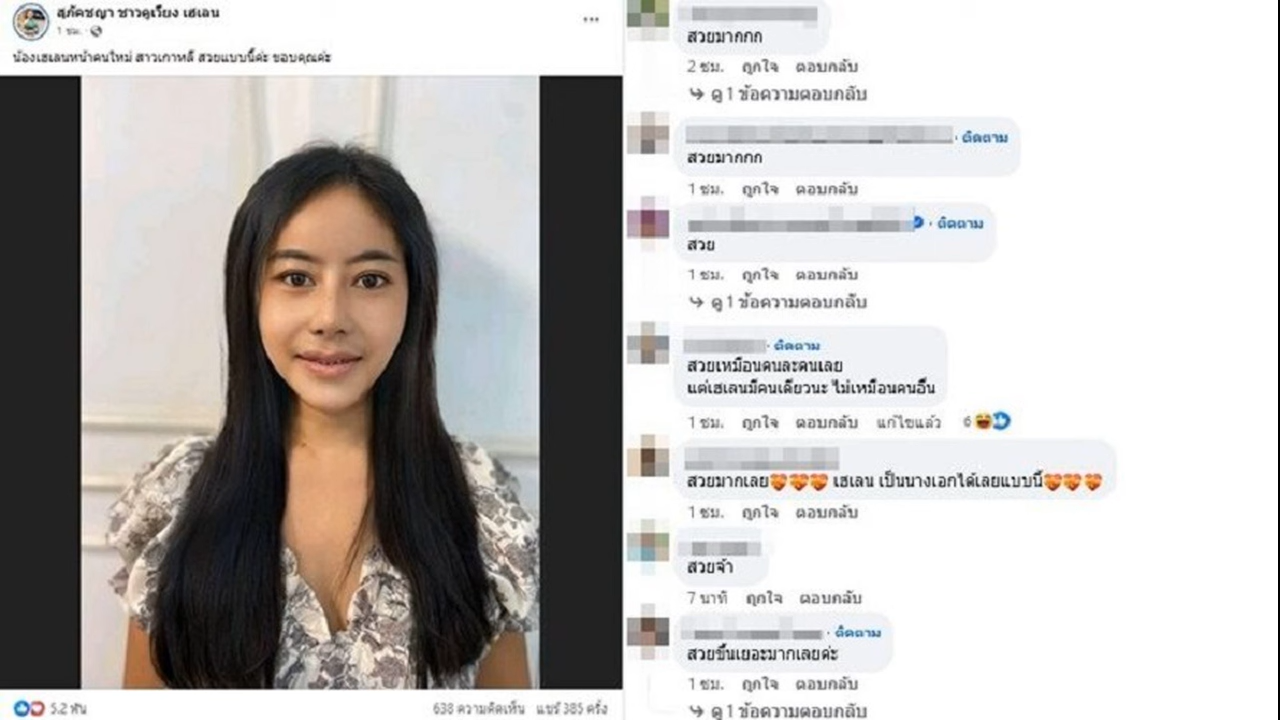 สุภัคชญา ชาวคูเวียง เฮเลน
1 ชม.
น้องเฮเลนหน้าคนใหม่ สาวเกาหลี สวยแบบนี้ค่ะ ขอบคุณค่ะ
5.2 พัน
638 ความคิดเห็น แชร์ 385 ครั้ง
สวยมากกก
2 ชม. ถูกใจ ตอบกลับ
ดู 1 ข้อความตอบกลับ
ติดตาม
สวยมากกก
1 ชม. ถูกใจ ตอบกลับ
ติดตาม
สวย
1 ชม. ถูกใจ ตอบกลับ
ดู 1 ข้อความตอบกลับ
ติดตาม
สวยเหมือนคนละคนเลย
แต่เฮเลนมีคนเดียวนะ ไม่เหมือนคนอื่น
1 ชม. ถูกใจ ตอบกลับ แก้ไขแล้ว 6
สวยมากเลย💝💝💝 เฮเลน เป็นนางเอกได้เลยแบบนี้💝💝💝
1 ชม. ถูกใจ ตอบกลับ
สวยจ้า
7 นาที ถูกใจ ตอบกลับ
ติดตาม
สวยขึ้นเยอะมากเลยค่ะ
1 ชม. ถูกใจ ตอบกลับ
ดู 1 ข้อความตอบกลับ